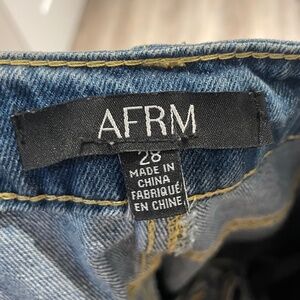 AFRM
28
MADE IN
CHINA
FABRIQUÉ
EN CHINE